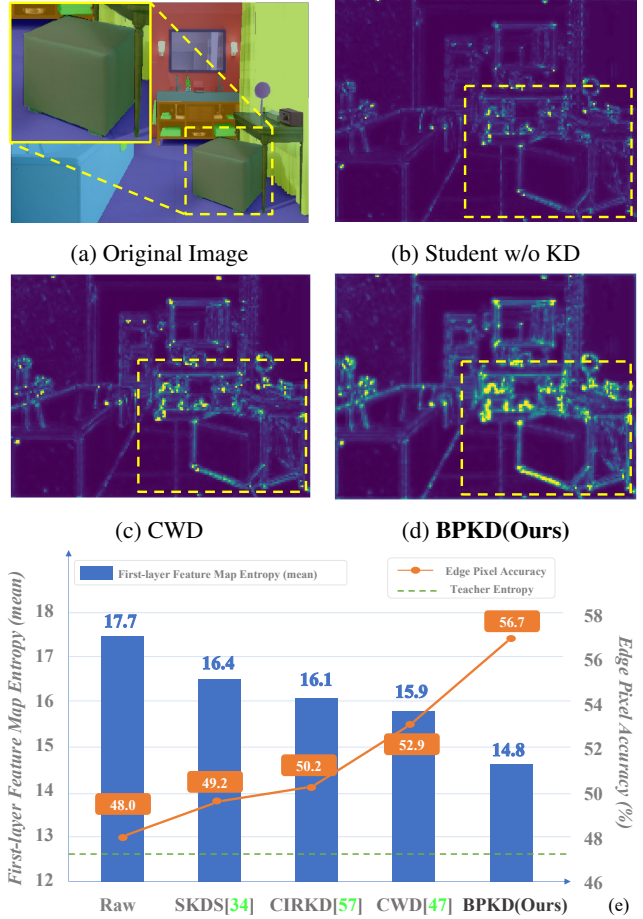 (a) Original Image
(b) Student w/o KD
(c) CWD
(d) BPKD(Ours)
First-layer Feature Map Entropy (mean)
Edge Pixel Accuracy
Teacher Entropy
First-layer Feature Map Entropy (mean)
18
17
16
15
14
13
12
17.7
16.4
16.1
15.9
14.8
48.0
49.2
50.2
52.9
56.7
58
56
54
52
50
48
46
Edge Pixel Accuracy (%)
Raw
SKDS[34]
CIRKD[57]
CWD[47]
BPKD(Ours)
(e)